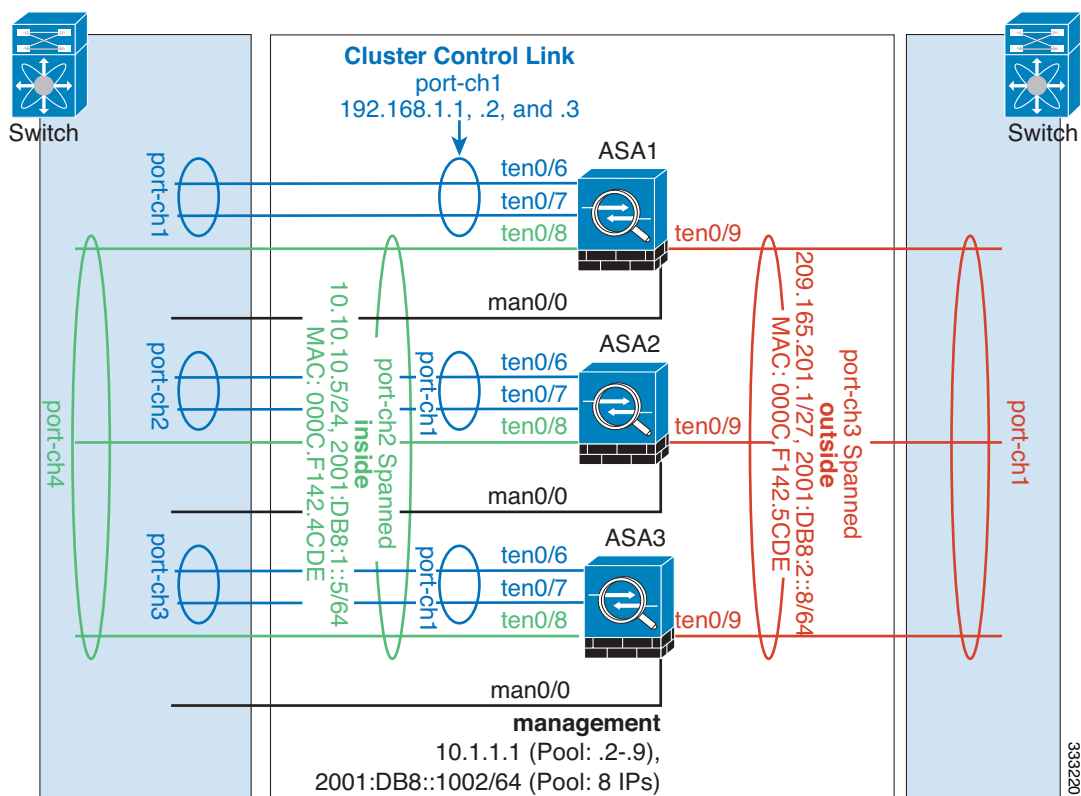 Cluster Control Link
port-ch1
192.168.1.1, .2, and .3
Switch
Switch
ASA1
port-ch1
ten0/6
ten0/7
ten0/8
ten0/9
man0/0
ASA2
port-ch2
port-ch1
ten0/6
ten0/7
ten0/8
ten0/9
man0/0
ASA3
port-ch3
port-ch1
ten0/6
ten0/7
ten0/8
ten0/9
man0/0
port-ch4
port-ch2 Spanned
inside
10.10.10.5/24, 2001:DB8:1::5/64
MAC: 000C.F142.4CDE
port-ch3 Spanned
outside
209.165.201.1/27, 2001:DB8:2::8/64
MAC: 000C.F142.5CDE
port-ch1
management
10.1.1.1 (Pool: .2-.9),
2001:DB8::1002/64 (Pool: 8 IPs)
333220